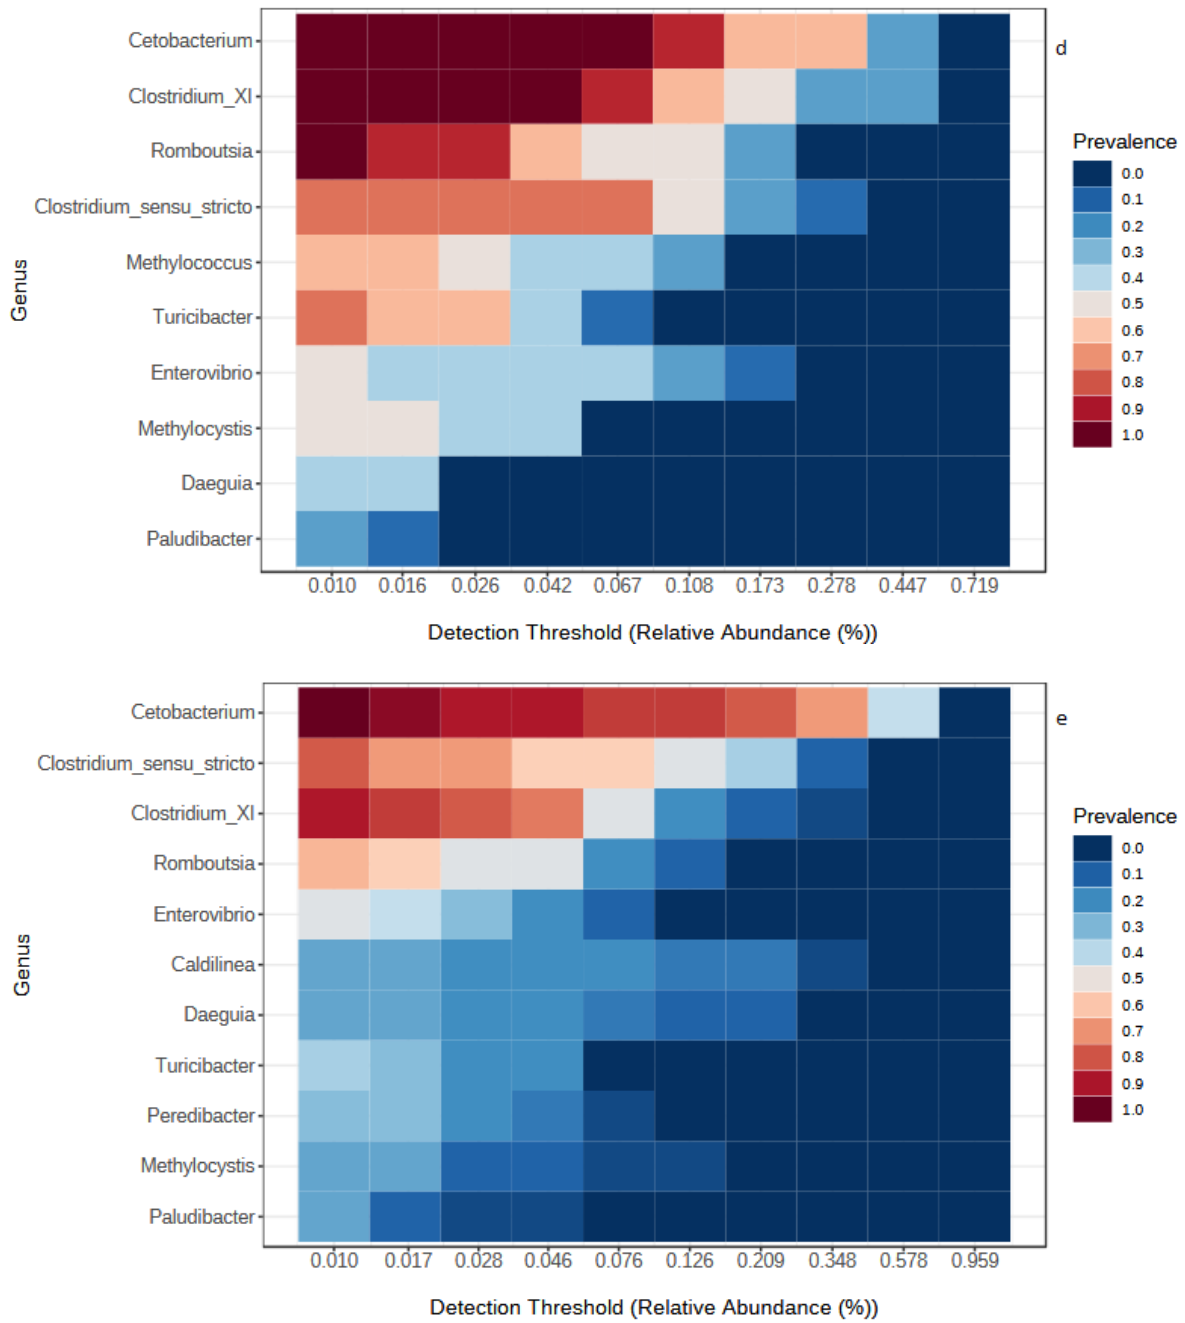 Cetobacterium
Clostridium_XI
Romboutsia
Clostridium_sensu_stricto
Methylococcus
Turicibacter
Enterovibrio
Methylocystis
Daeguia
Paludibacter
Genus
0.010 0.016 0.026 0.042 0.067 0.108 0.173 0.278 0.447 0.719
Detection Threshold (Relative Abundance (%))
d
Prevalence
0.0
0.1
0.2
0.3
0.4
0.5
0.6
0.7
0.8
0.9
1.0
Cetobacterium
Clostridium_sensu_stricto
Clostridium_XI
Romboutsia
Enterovibrio
Caldilinea
Daeguia
Turicibacter
Peredibacter
Methylocystis
Paludibacter
Genus
0.010 0.017 0.028 0.046 0.076 0.126 0.209 0.348 0.578 0.959
Detection Threshold (Relative Abundance (%))
e
Prevalence
0.0
0.1
0.2
0.3
0.4
0.5
0.6
0.7
0.8
0.9
1.0